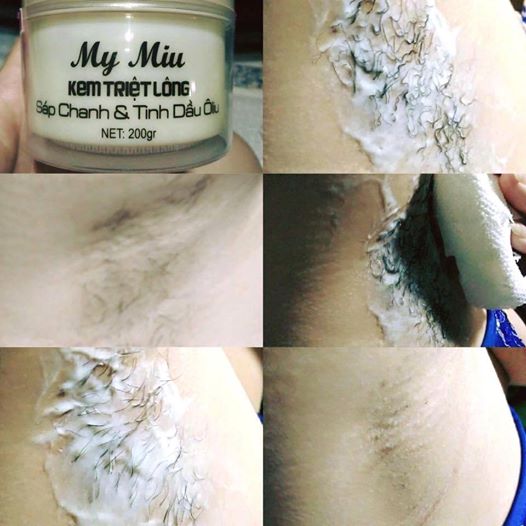 My Miu
KEM TRIỆT LÔNG
Sáp Chanh & Tinh Dầu Ôliu
NET: 200gr